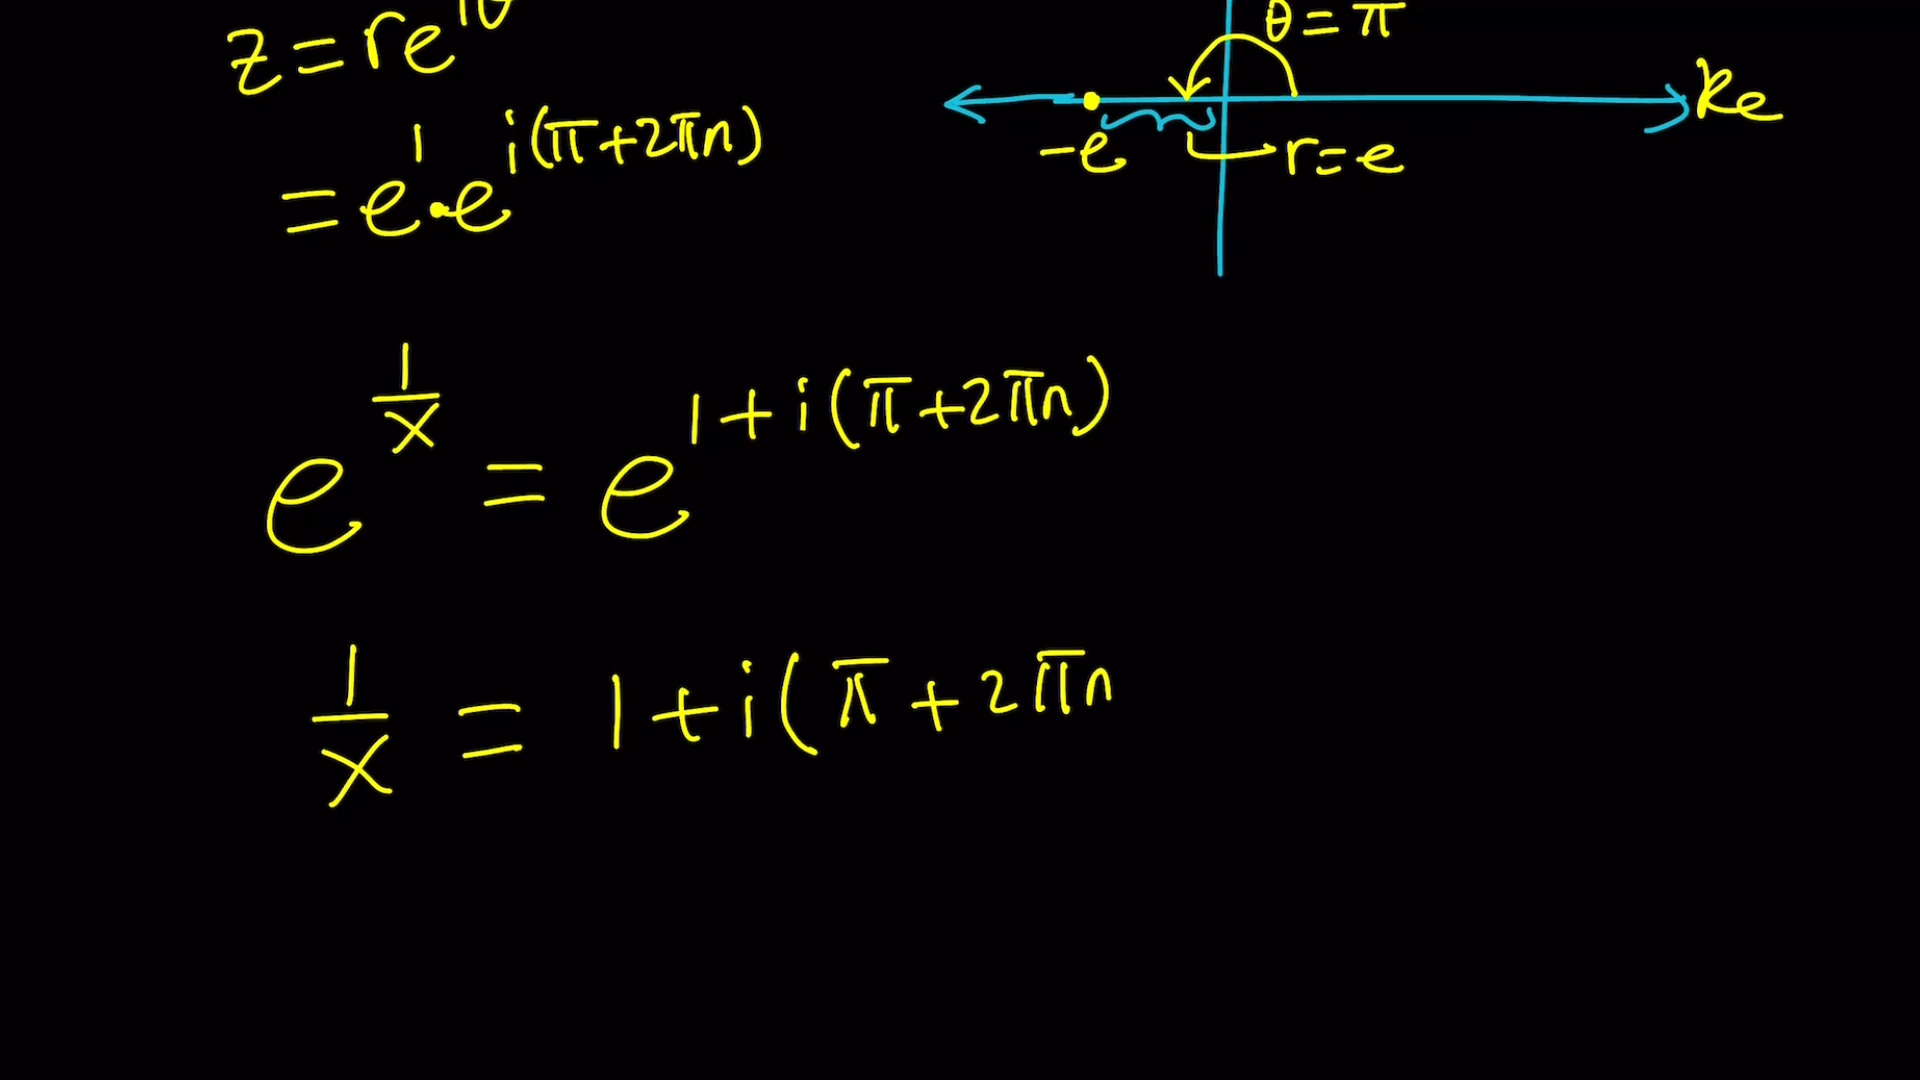 z = re^{iθ}
= e^1 · e^{i(π+2πn)}
θ = π
Re
-e
r = e
e^{1/x} = e^{1+i(π+2πn)}
1/x = 1 + i(π + 2πn